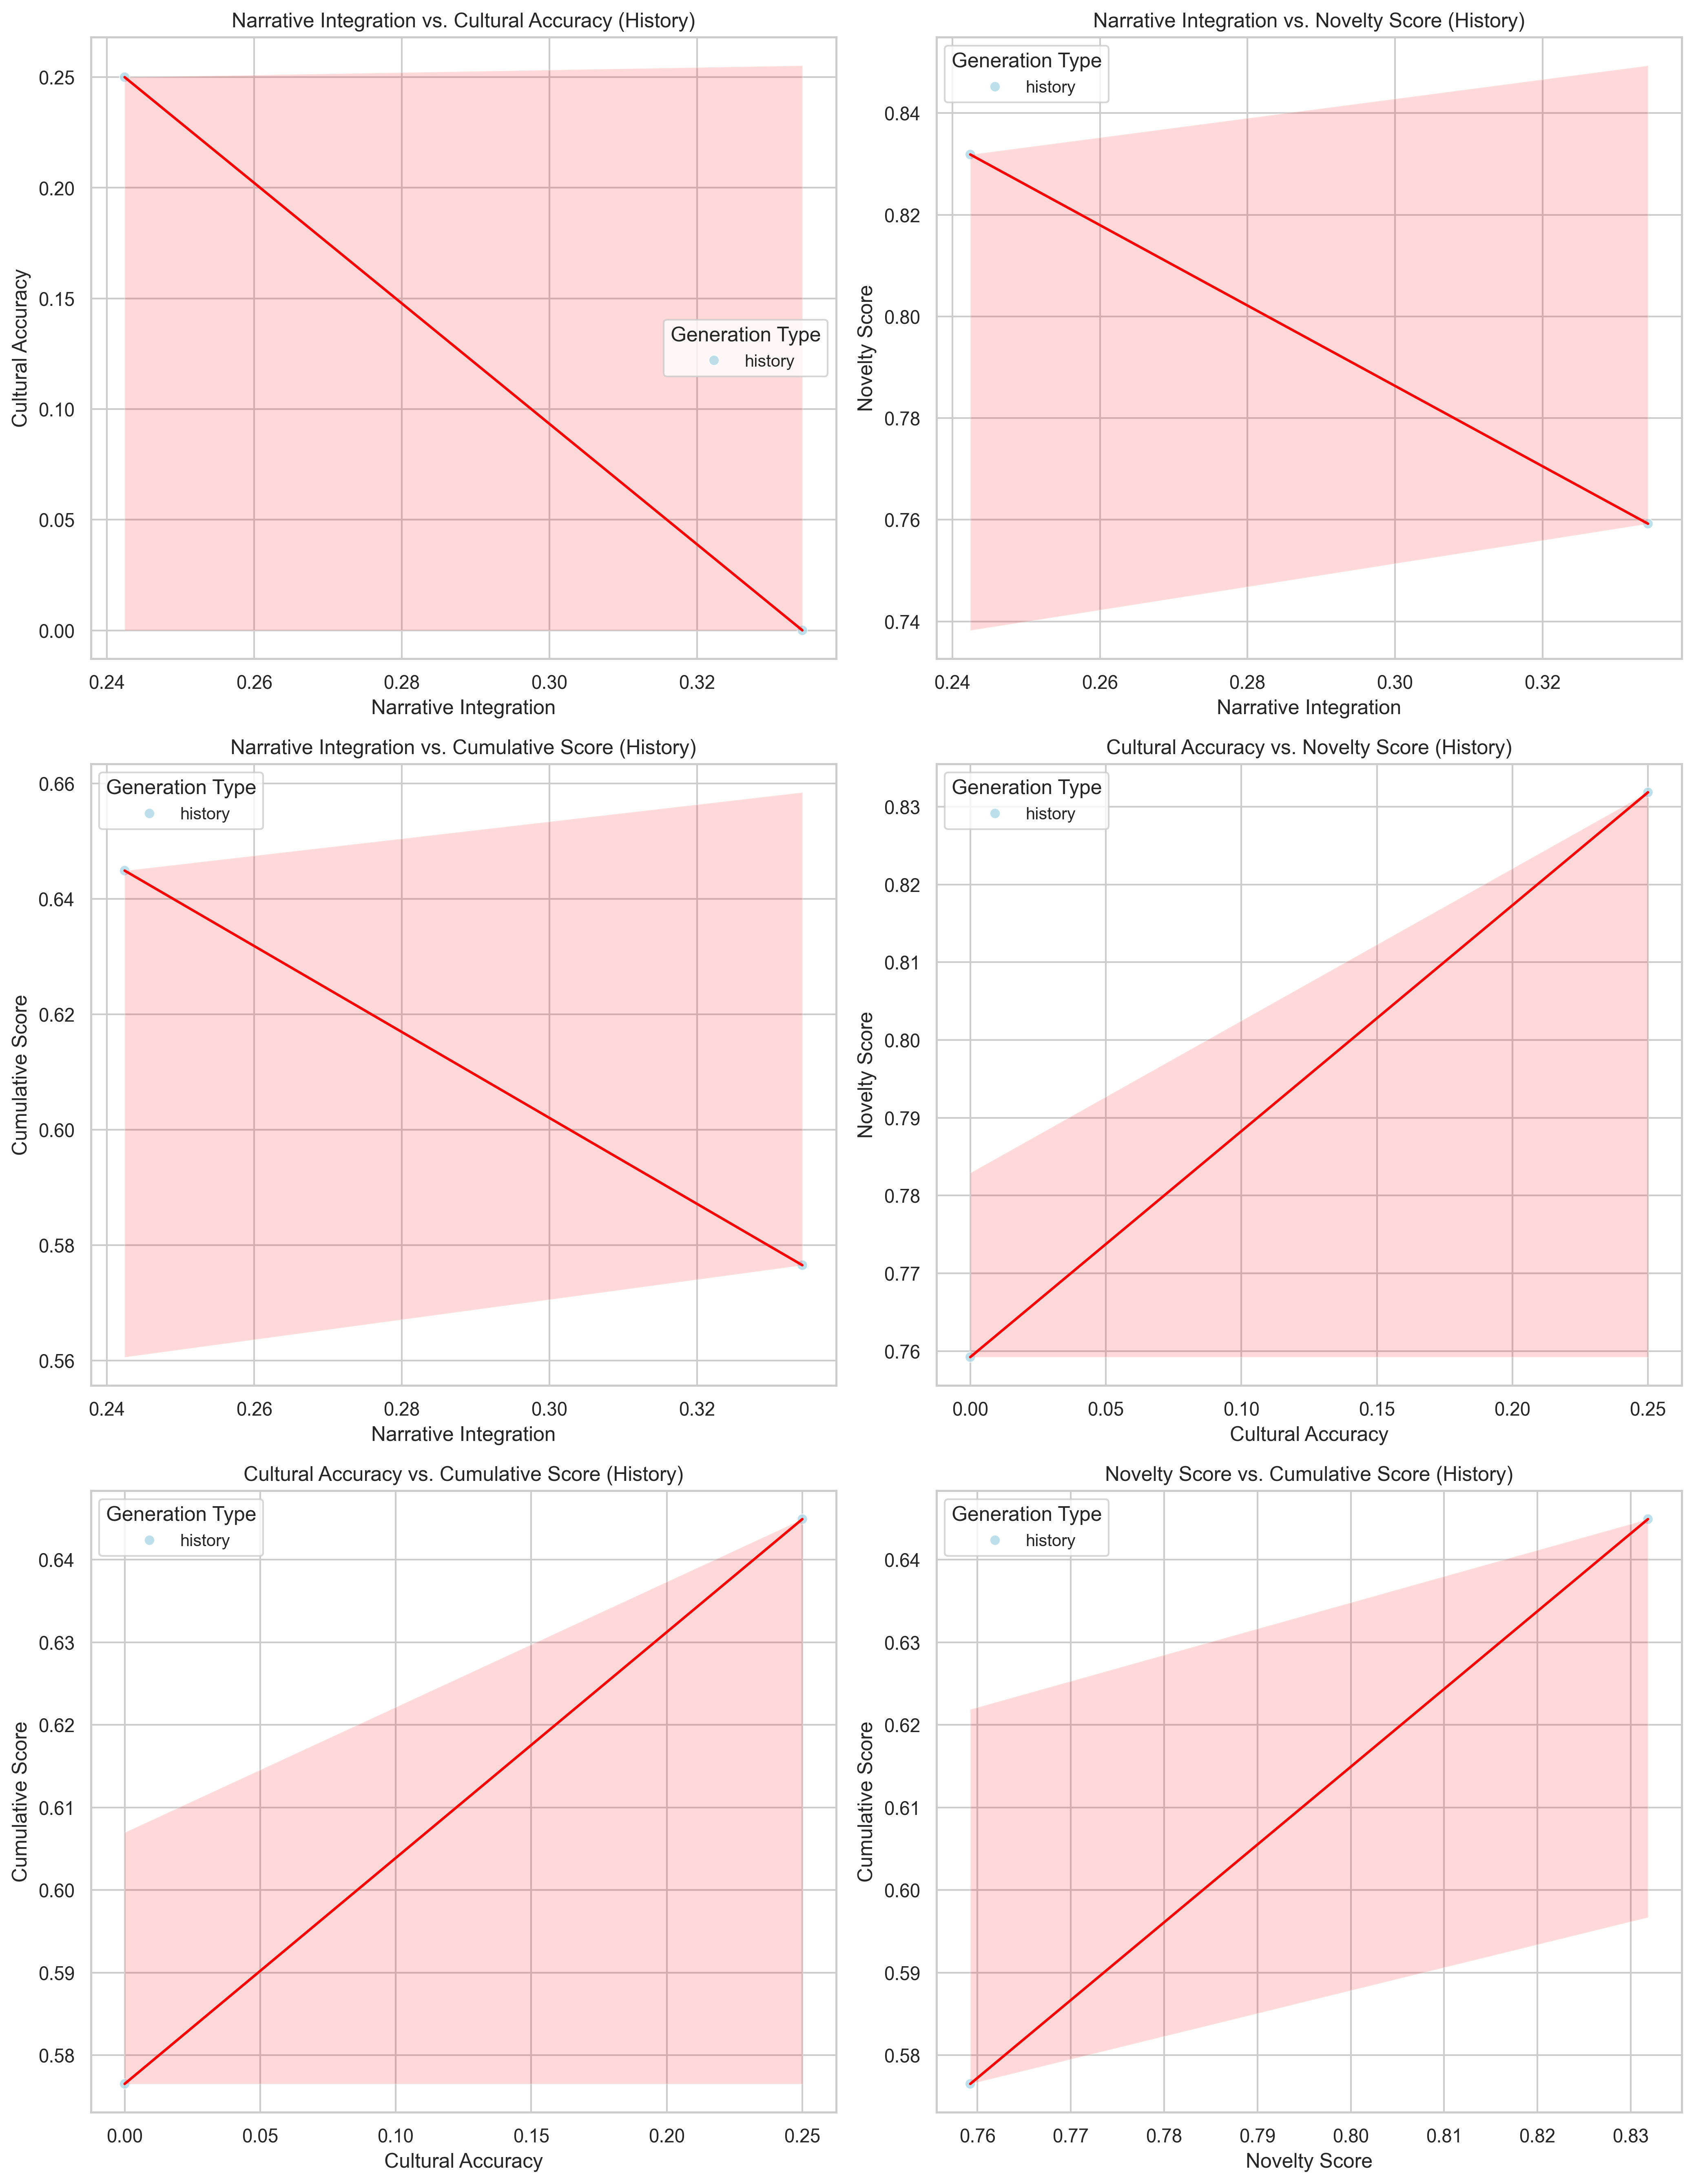 Narrative Integration vs. Cultural Accuracy (History)
0.25
0.20
0.15
0.10
0.05
0.00
Cultural Accuracy
Generation Type
history
0.24 0.26 0.28 0.30 0.32
Narrative Integration
Narrative Integration vs. Novelty Score (History)
Generation Type
history
0.84
0.82
0.80
0.78
0.76
0.74
Novelty Score
0.24 0.26 0.28 0.30 0.32
Narrative Integration
Narrative Integration vs. Cumulative Score (History)
Generation Type
history
0.66
0.64
0.62
0.60
0.58
0.56
Cumulative Score
0.24 0.26 0.28 0.30 0.32
Narrative Integration
Cultural Accuracy vs. Novelty Score (History)
Generation Type
history
0.83
0.82
0.81
0.80
0.79
0.78
0.77
0.76
Novelty Score
0.00 0.05 0.10 0.15 0.20 0.25
Cultural Accuracy
Cultural Accuracy vs. Cumulative Score (History)
Generation Type
history
0.64
0.63
0.62
0.61
0.60
0.59
0.58
Cumulative Score
0.00 0.05 0.10 0.15 0.20 0.25
Cultural Accuracy
Novelty Score vs. Cumulative Score (History)
Generation Type
history
0.64
0.63
0.62
0.61
0.60
0.59
0.58
Cumulative Score
0.76 0.77 0.78 0.79 0.80 0.81 0.82 0.83
Novelty Score